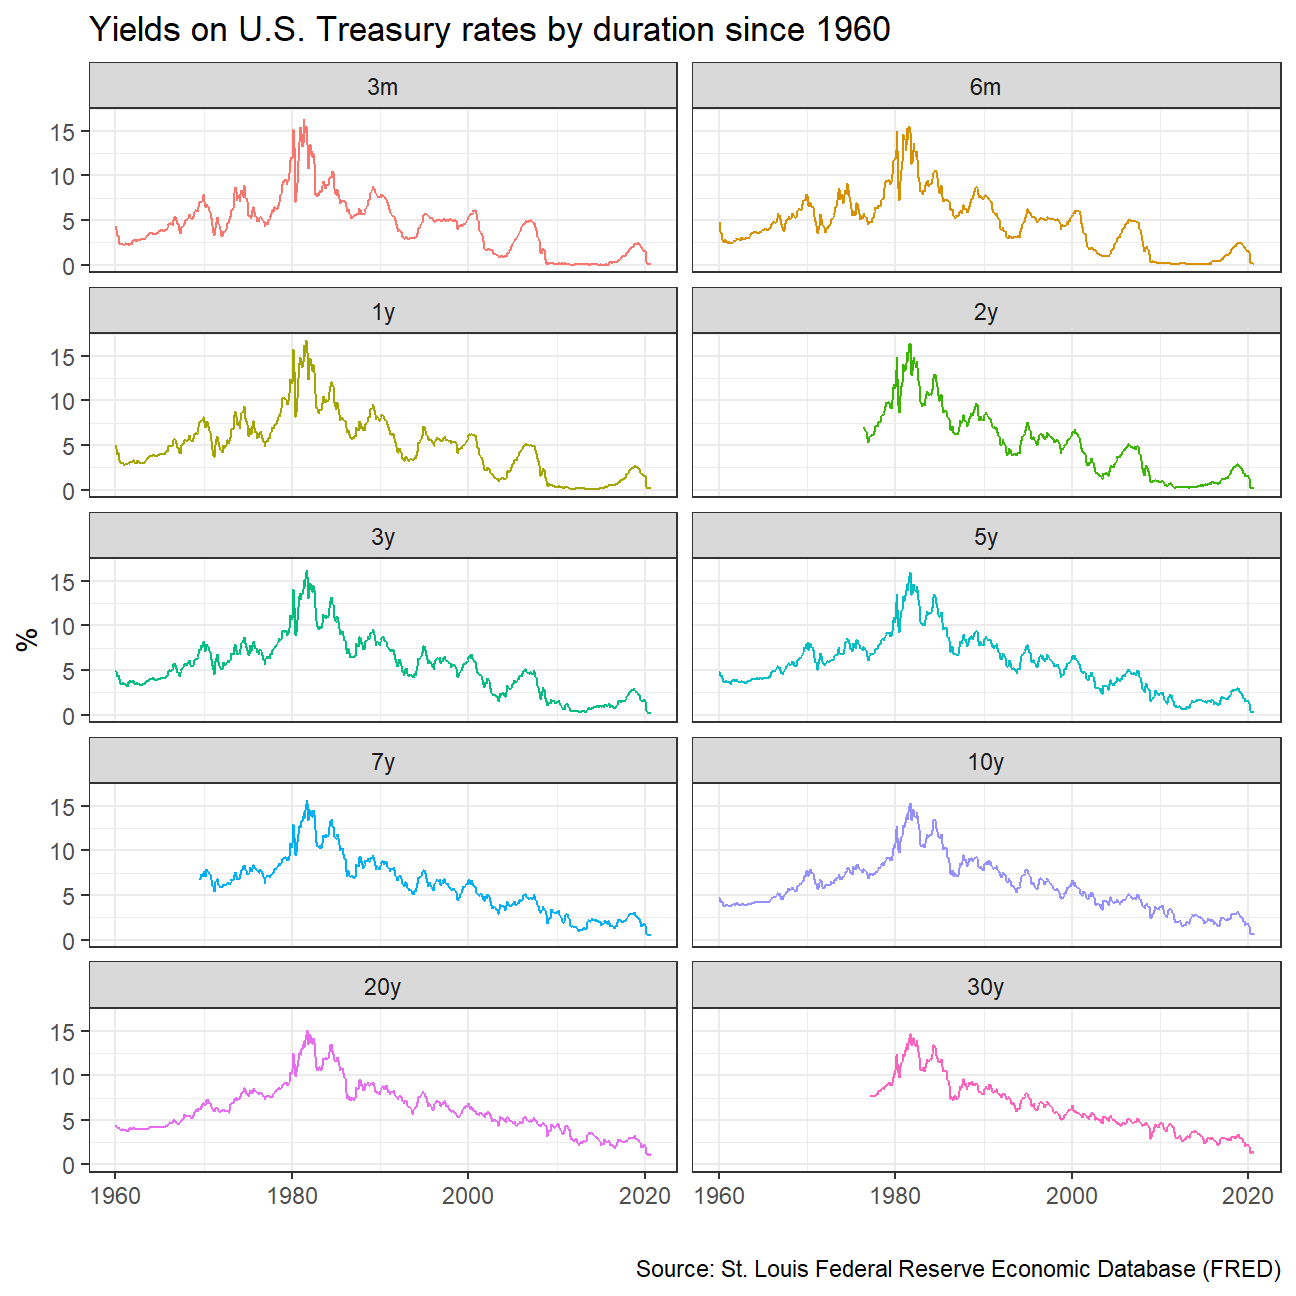 Yields on U.S. Treasury rates by duration since 1960
3m
6m
15
10
5
0
1y
2y
15
10
5
0
3y
5y
15
10
5
0
%
7y
10y
15
10
5
0
20y
30y
15
10
5
0
1960 1980 2000 2020
1960 1980 2000 2020
Source: St. Louis Federal Reserve Economic Database (FRED)